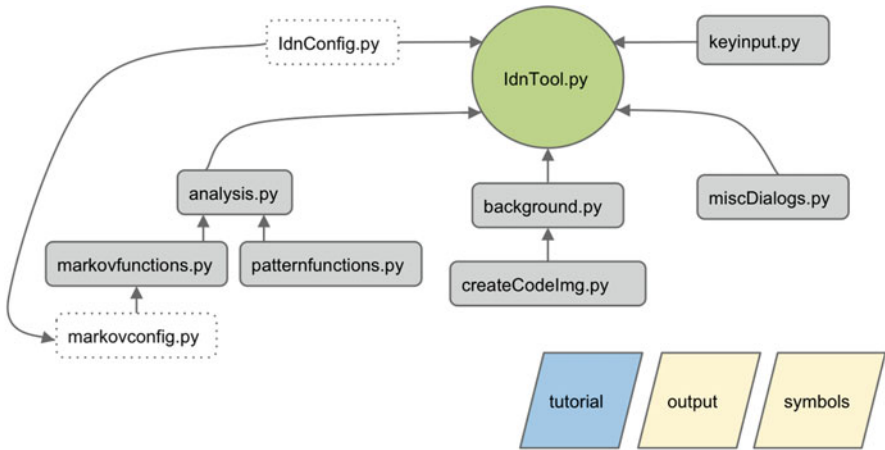 IdnConfig.py
keyinput.py
IdnTool.py
analysis.py
background.py
miscDialogs.py
markovfunctions.py
patternfunctions.py
createCodeImg.py
markovconfig.py
tutorial
output
symbols